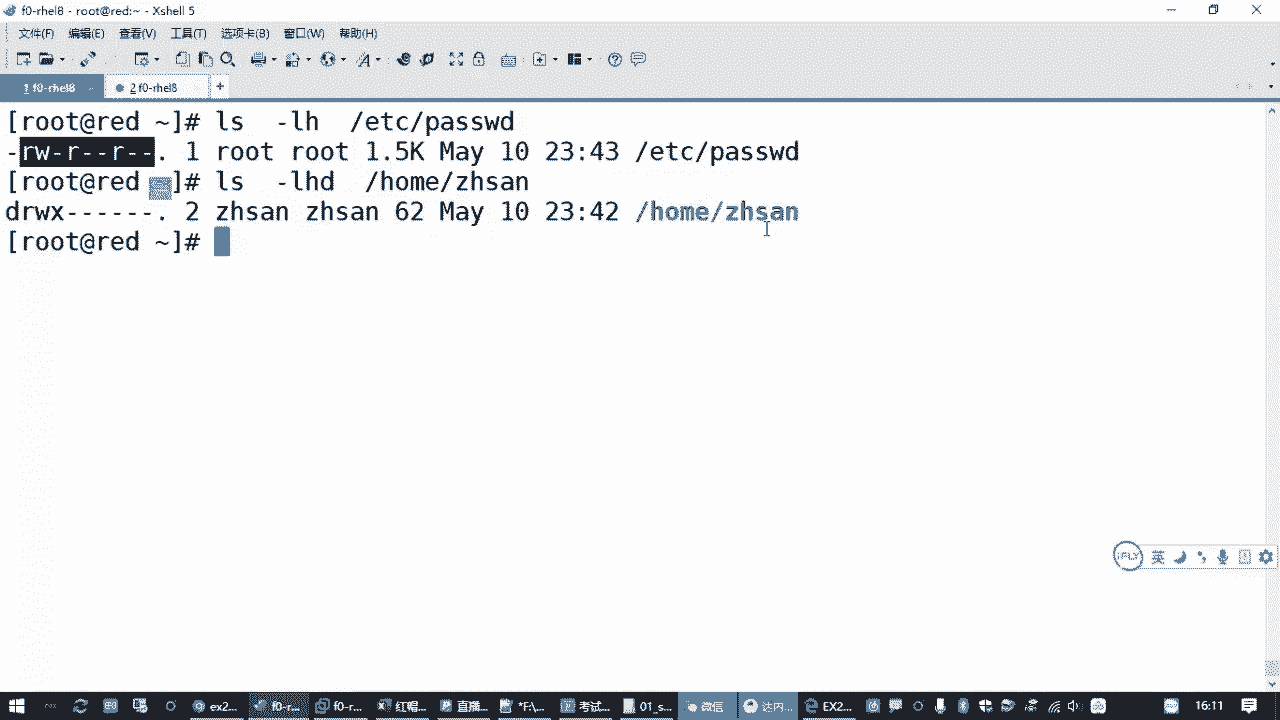 f0-rhel8 - root@red:~ - Xshell 5
文件(F) 编辑(E) 查看(V) 工具(T) 选项卡(B) 窗口(W) 帮助(H)
1 f0-rhel8 2 f0-rhel8 +
[root@red ~]# ls  -lh  /etc/passwd
-rw-r--r--. 1 root root 1.5K May 10 23:43 /etc/passwd
[root@red ]# ls  -lhd  /home/zhsan
drwx------. 2 zhsan zhsan 62 May 10 23:42 /home/zhsan
[root@red ~]#
iFLY 英
ex2... f0-r... f0-r... 红帽... 直播... *F:\... 考试... 01_s... 微信 达内... EX2... 16:11